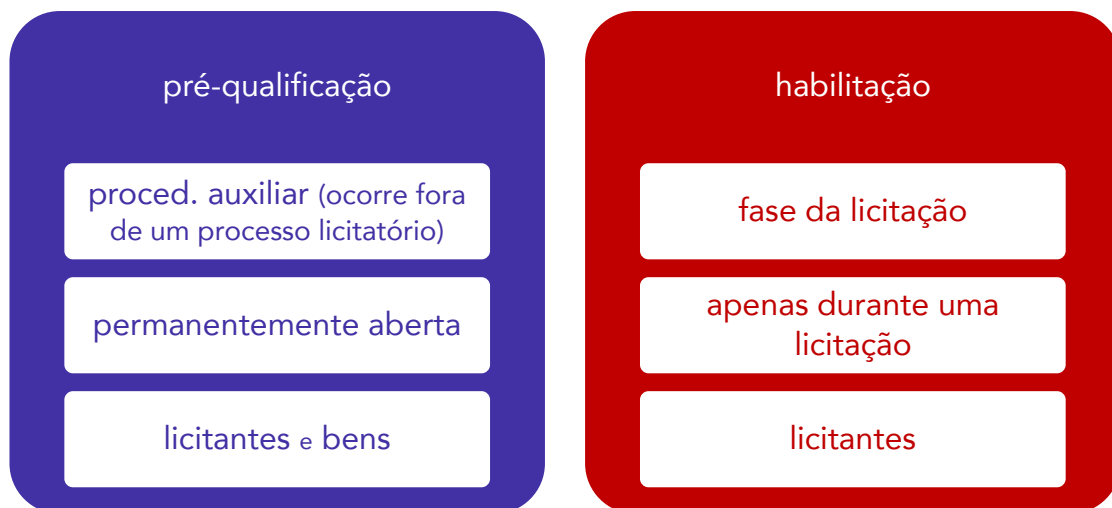 pré-qualificação
proced. auxiliar (ocorre fora
de um processo licitatório)
permanentemente aberta
licitantes e bens
habilitação
fase da licitação
apenas durante uma
licitação
licitantes